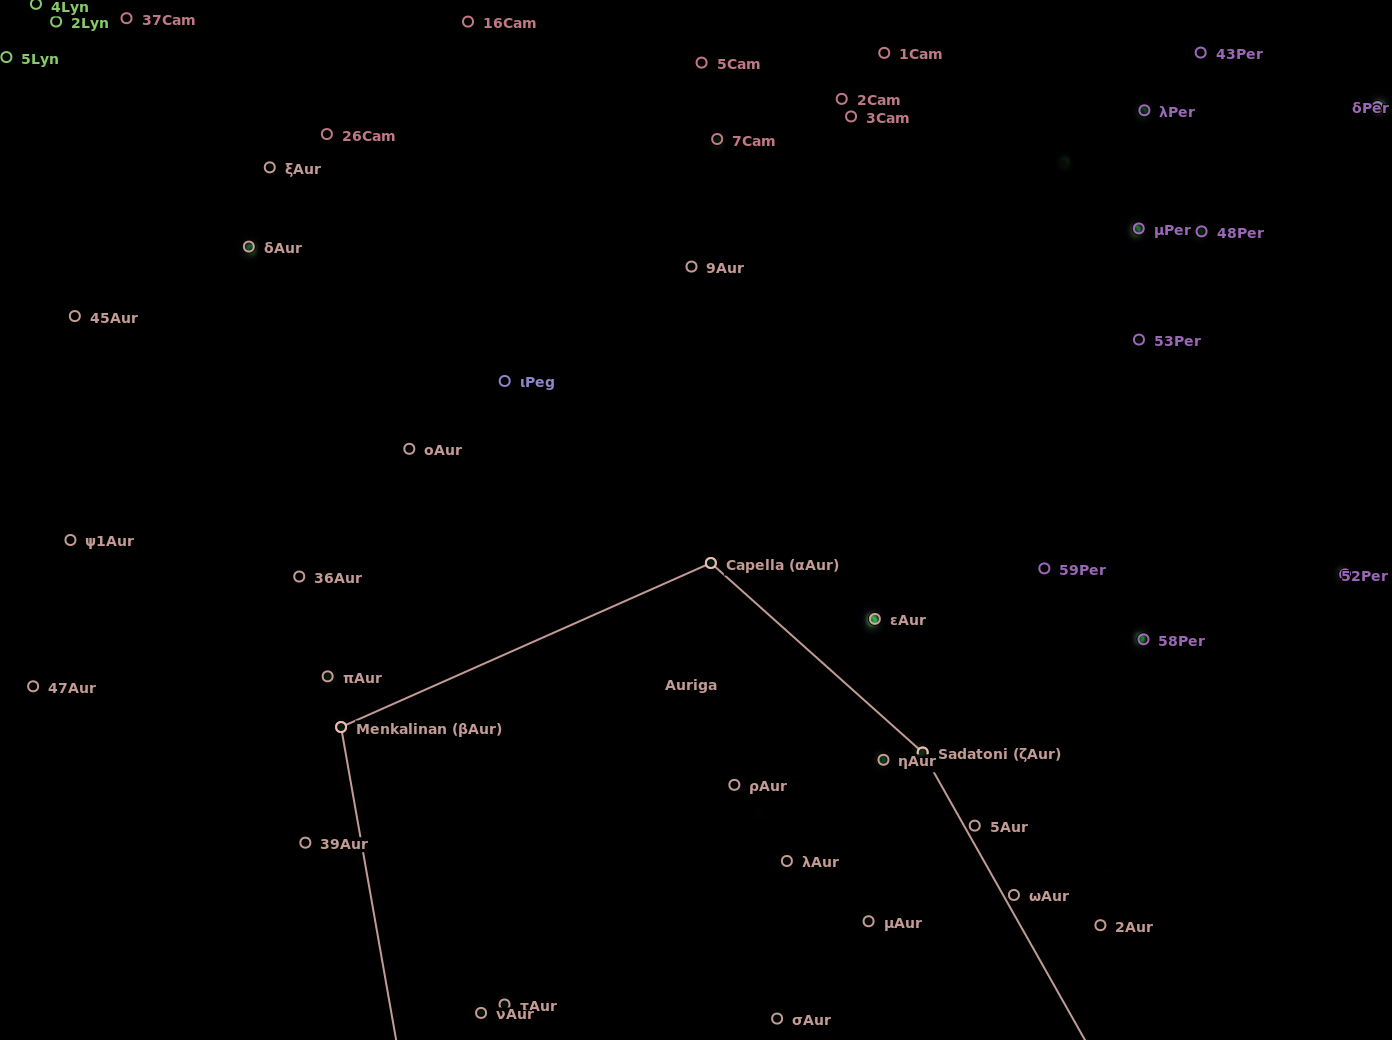 4Lyn
2Lyn
37Cam
16Cam
5Lyn
5Cam
1Cam
43Per
2Cam
3Cam
λPer
δPer
26Cam
7Cam
ξAur
δAur
μPer
48Per
9Aur
45Aur
53Per
ιPeg
οAur
ψ1Aur
36Aur
Capella (αAur)
59Per
52Per
εAur
58Per
πAur
47Aur
Auriga
Menkalinan (βAur)
Sadatoni (ζAur)
ηAur
ρAur
5Aur
39Aur
λAur
ωAur
μAur
2Aur
τAur
νAur
σAur